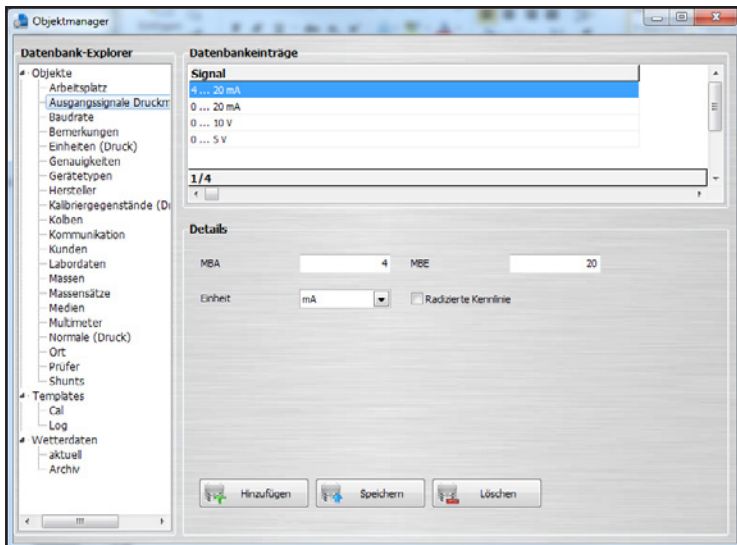 Objektmanager
Datenbank-Explorer
Objekte
Arbeitsplatz
Ausgangssignale Druckm
Baudrate
Bemerkungen
Einheiten (Druck)
Genauigkeiten
Gerätetypen
Hersteller
Kalibriergegenstände (Dr
Kolben
Kommunikation
Kunden
Labordaten
Massen
Massensätze
Medien
Multimeter
Normale (Druck)
Ort
Prüfer
Shunts
Templates
Cal
Log
Wetterdaten
aktuell
Archiv
Datenbankeinträge
Signal
4 ... 20 mA
0 ... 20 mA
0 ... 10 V
0 ... 5 V
1/4
Details
MBA 4 MBE 20
Einheit mA Radizierte Kennlinie
Hinzufügen Speichern Löschen